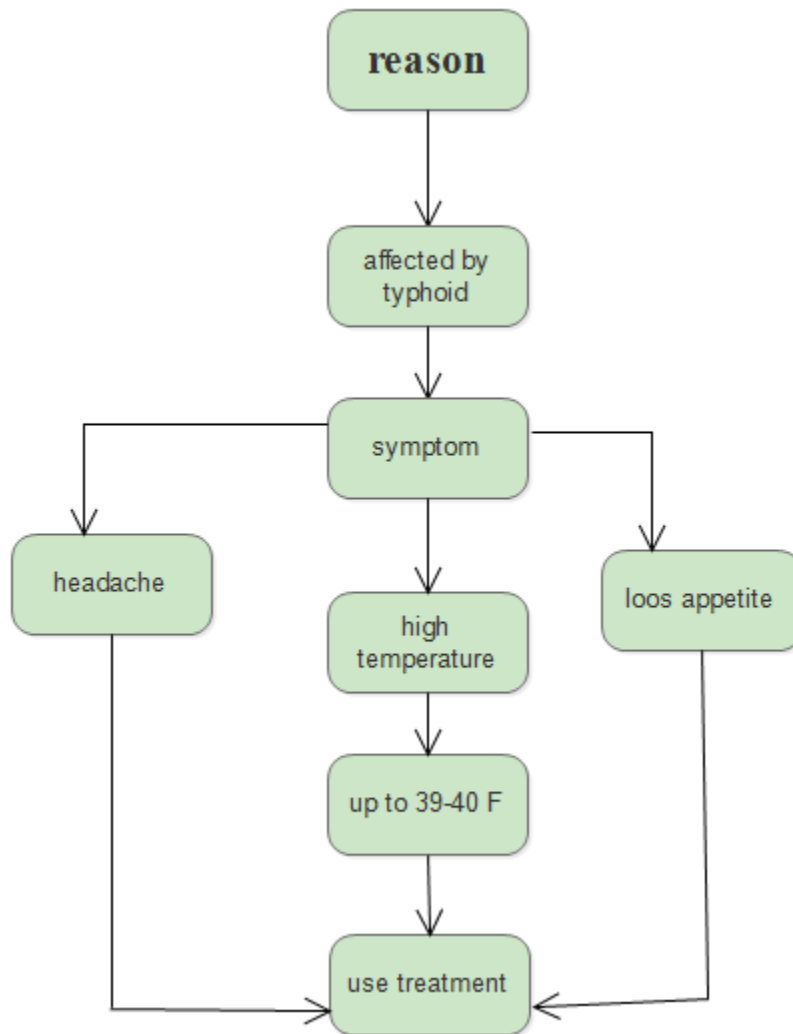 reason
affected by
typhoid
symptom
headache
high
temperature
loos appetite
up to 39-40 F
use treatment